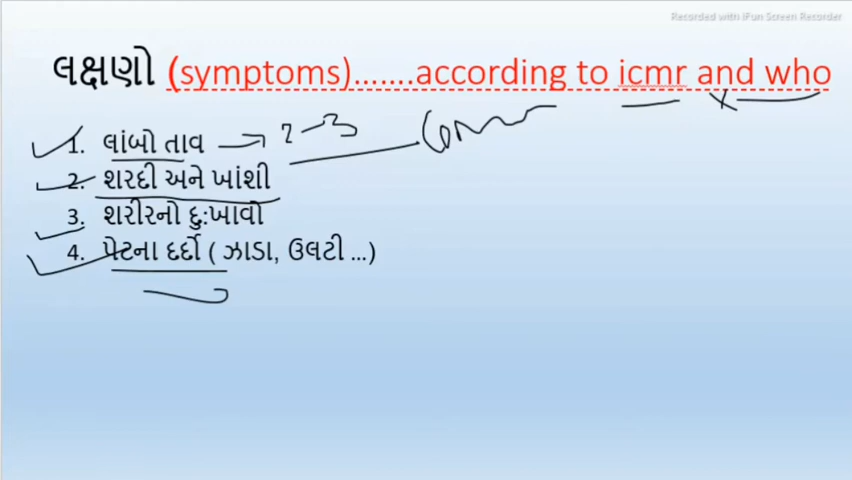 Recorded with iFun Screen Recorder
લક્ષણો (symptoms).......according to icmr and who
1. લાંબો તાવ
2. શરદી અને ખાંશી
3. શરીરનો દુ:ખાવો
4. પેટના દર્દો ( ઝાડા, ઉલટી ...)